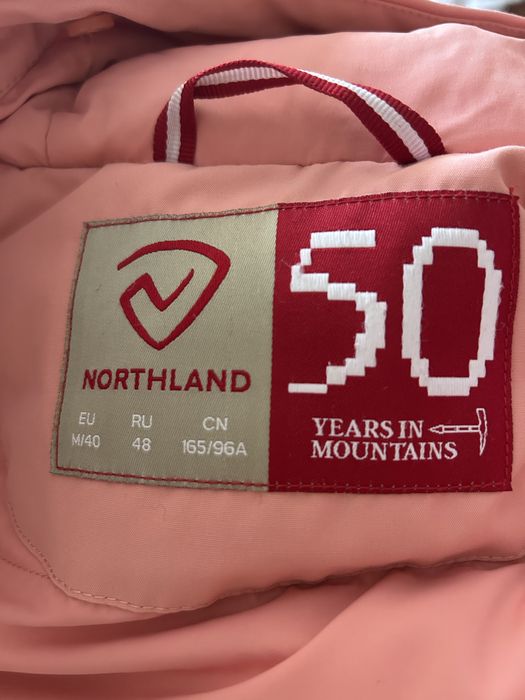 NORTHLAND
EU RU CN
M/40 48 165/96A
50
YEARS IN
MOUNTAINS